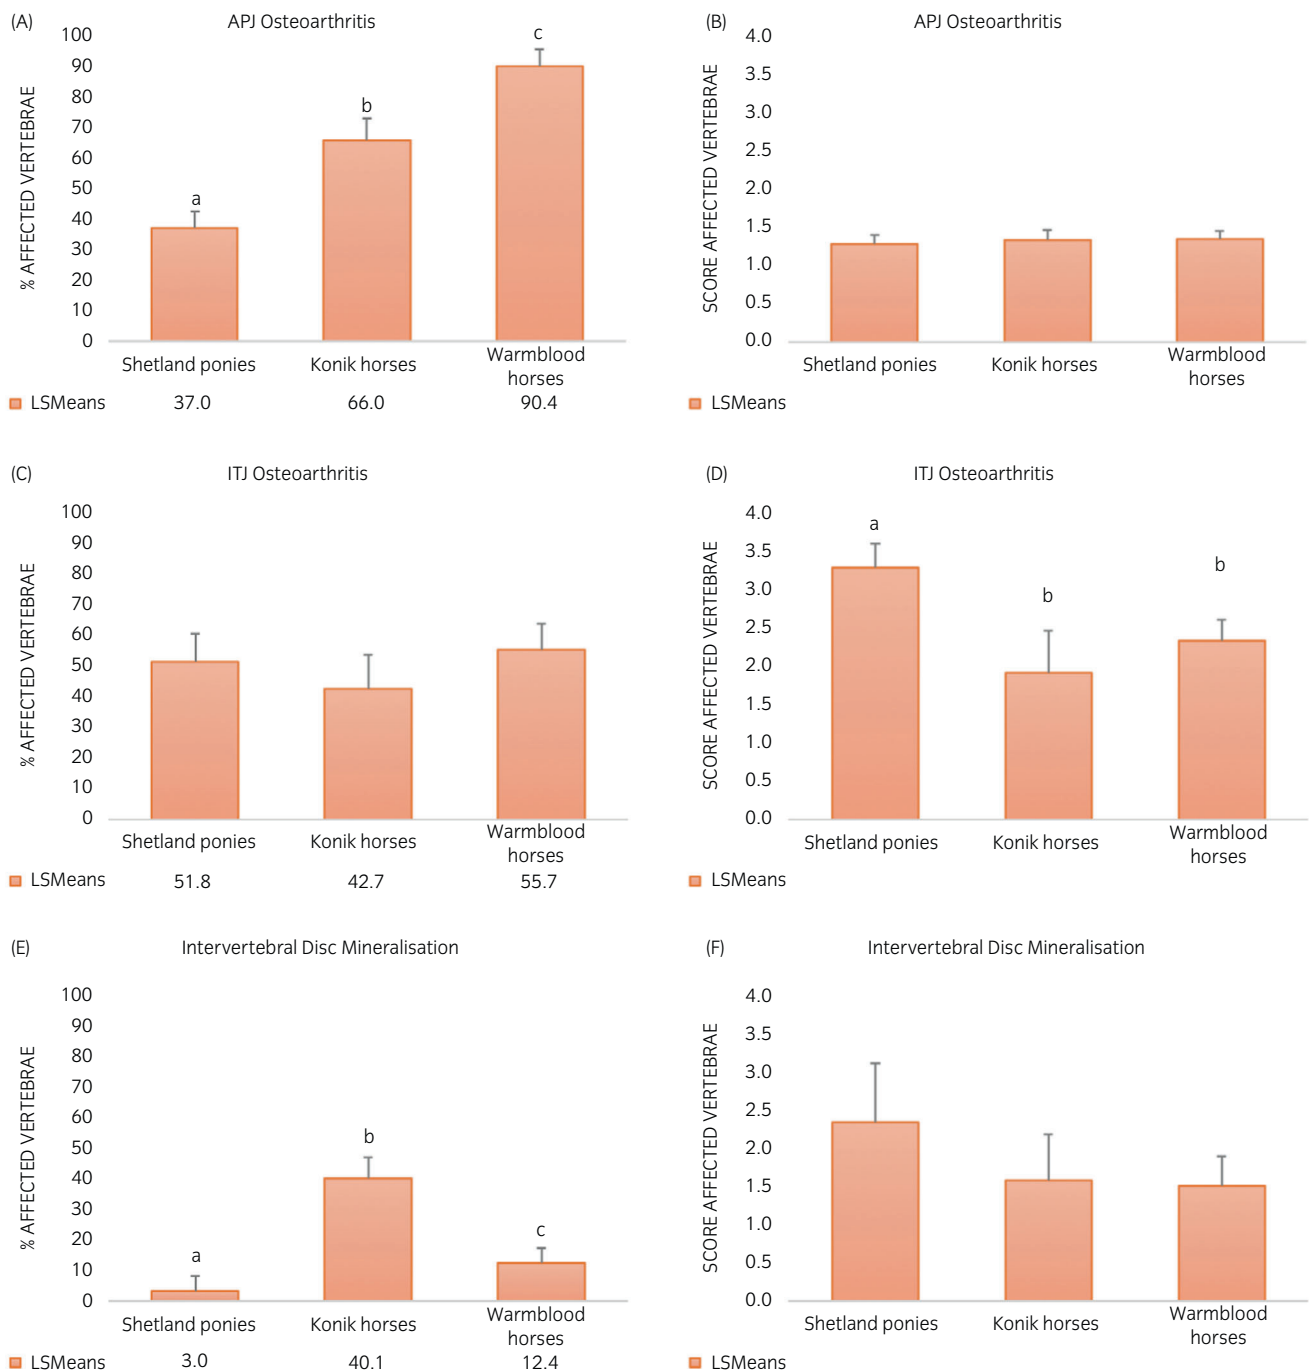 (A)
APJ Osteoarthritis
% AFFECTED VERTEBRAE
100
90
80
70
60
50
40
30
20
10
0
a
b
c
Shetland ponies
Konik horses
Warmblood
horses
LSMeans 37.0 66.0 90.4
(B)
APJ Osteoarthritis
SCORE AFFECTED VERTEBRAE
4.0
3.5
3.0
2.5
2.0
1.5
1.0
0.5
0.0
Shetland ponies
Konik horses
Warmblood
horses
LSMeans
(C)
ITJ Osteoarthritis
% AFFECTED VERTEBRAE
100
90
80
70
60
50
40
30
20
10
0
Shetland ponies
Konik horses
Warmblood
horses
LSMeans 51.8 42.7 55.7
(D)
ITJ Osteoarthritis
SCORE AFFECTED VERTEBRAE
4.0
3.5
3.0
2.5
2.0
1.5
1.0
0.5
0.0
a
b
b
Shetland ponies
Konik horses
Warmblood
horses
LSMeans
(E)
Intervertebral Disc Mineralisation
% AFFECTED VERTEBRAE
100
90
80
70
60
50
40
30
20
10
0
a
b
c
Shetland ponies
Konik horses
Warmblood
horses
LSMeans 3.0 40.1 12.4
(F)
Intervertebral Disc Mineralisation
SCORE AFFECTED VERTEBRAE
4.0
3.5
3.0
2.5
2.0
1.5
1.0
0.5
0.0
Shetland ponies
Konik horses
Warmblood
horses
LSMeans